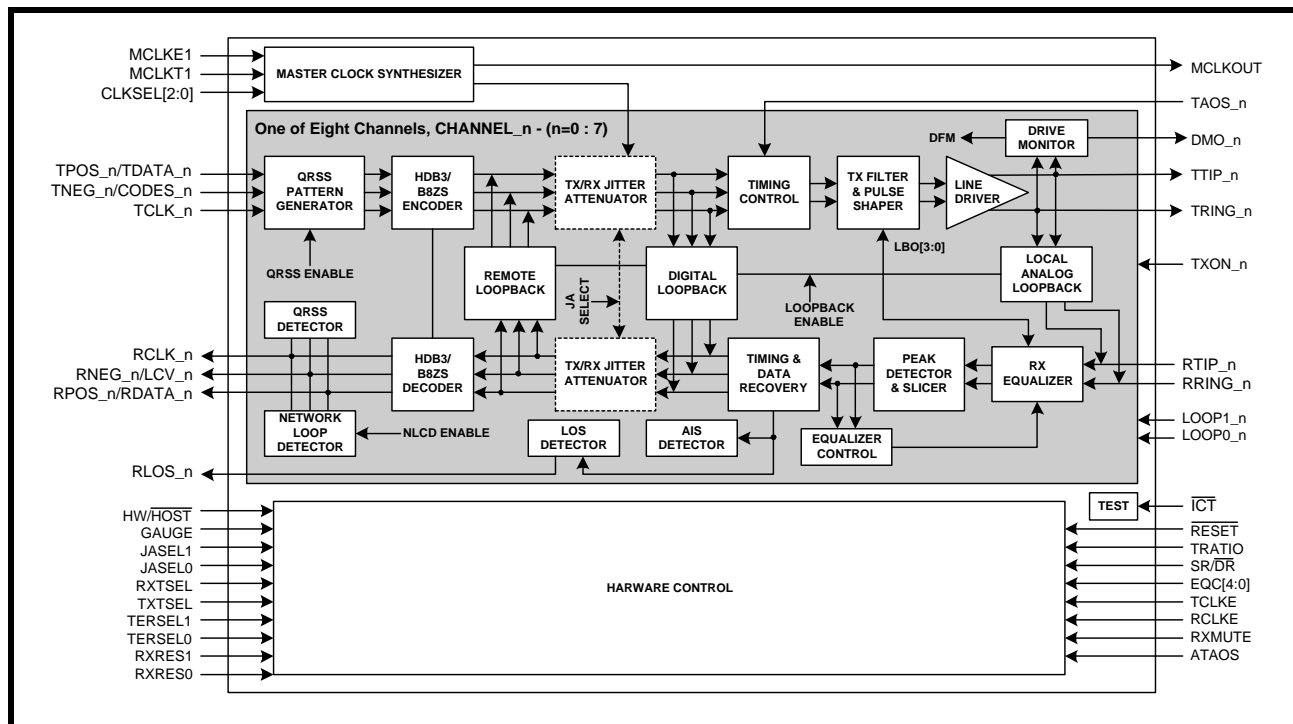 MCLKE1
MCLKT1
CLKSEL[2:0]
MASTER CLOCK SYNTHESIZER
MCLKOUT
TAOS_n
One of Eight Channels, CHANNEL_n - (n=0 : 7)
DFM
DRIVE
MONITOR
DMO_n
TPOS_n/TDATA_n
TNEG_n/CODES_n
TCLK_n
QRSS
PATTERN
GENERATOR
HDB3/
B8ZS
ENCODER
TX/RX JITTER
ATTENUATOR
TIMING
CONTROL
TX FILTER
& PULSE
SHAPER
LINE
DRIVER
TTIP_n
TRING_n
QRSS ENABLE
REMOTE
LOOPBACK
JA
SELECT
DIGITAL
LOOPBACK
LOOPBACK
ENABLE
LBO[3:0]
LOCAL
ANALOG
LOOPBACK
TXON_n
QRSS
DETECTOR
RCLK_n
RNEG_n/LCV_n
RPOS_n/RDATA_n
HDB3/
B8ZS
DECODER
TX/RX JITTER
ATTENUATOR
TIMING &
DATA
RECOVERY
PEAK
DETECTOR
& SLICER
RX
EQUALIZER
RTIP_n
RRING_n
NETWORK
LOOP
DETECTOR
NLCD ENABLE
LOS
DETECTOR
AIS
DETECTOR
EQUALIZER
CONTROL
LOOP1_n
LOOP0_n
RLOS_n
TEST
ICT
HW/HOST
GAUGE
JASEL1
JASEL0
RXTSEL
TXTSEL
TERSEL1
TERSEL0
RXRES1
RXRES0
HARWARE CONTROL
RESET
TRATIO
SR/DR
EQC[4:0]
TCLKE
RCLKE
RXMUTE
ATAOS